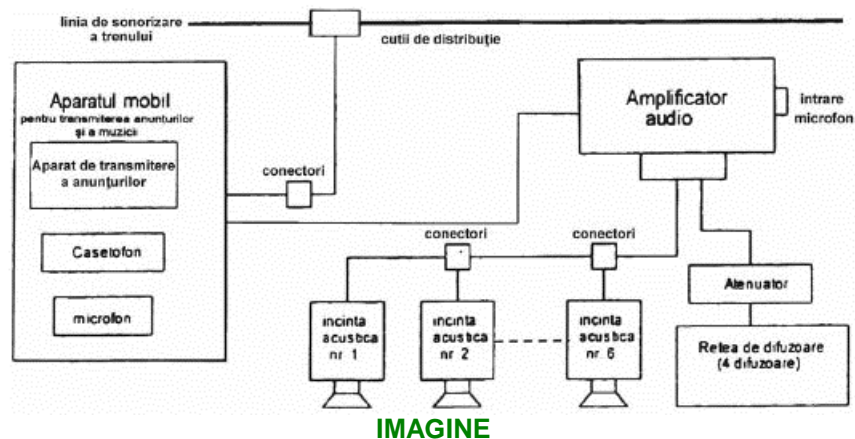 linia de sonorizare
a trenului
cutii de distribuție
Aparatul mobil
pentru transmiterea anunțurilor
și a muzicii
Aparat de transmitere
a anunțurilor
Casetofon
microfon
conectori
Amplificator
audio
intrare
microfon
conectori
conectori
incinta
acustica
nr. 1
incinta
acustica
nr. 2
incinta
acustica
nr. 6
Atenuator
Retea de difuzoare
(4 difuzoare)
IMAGINE